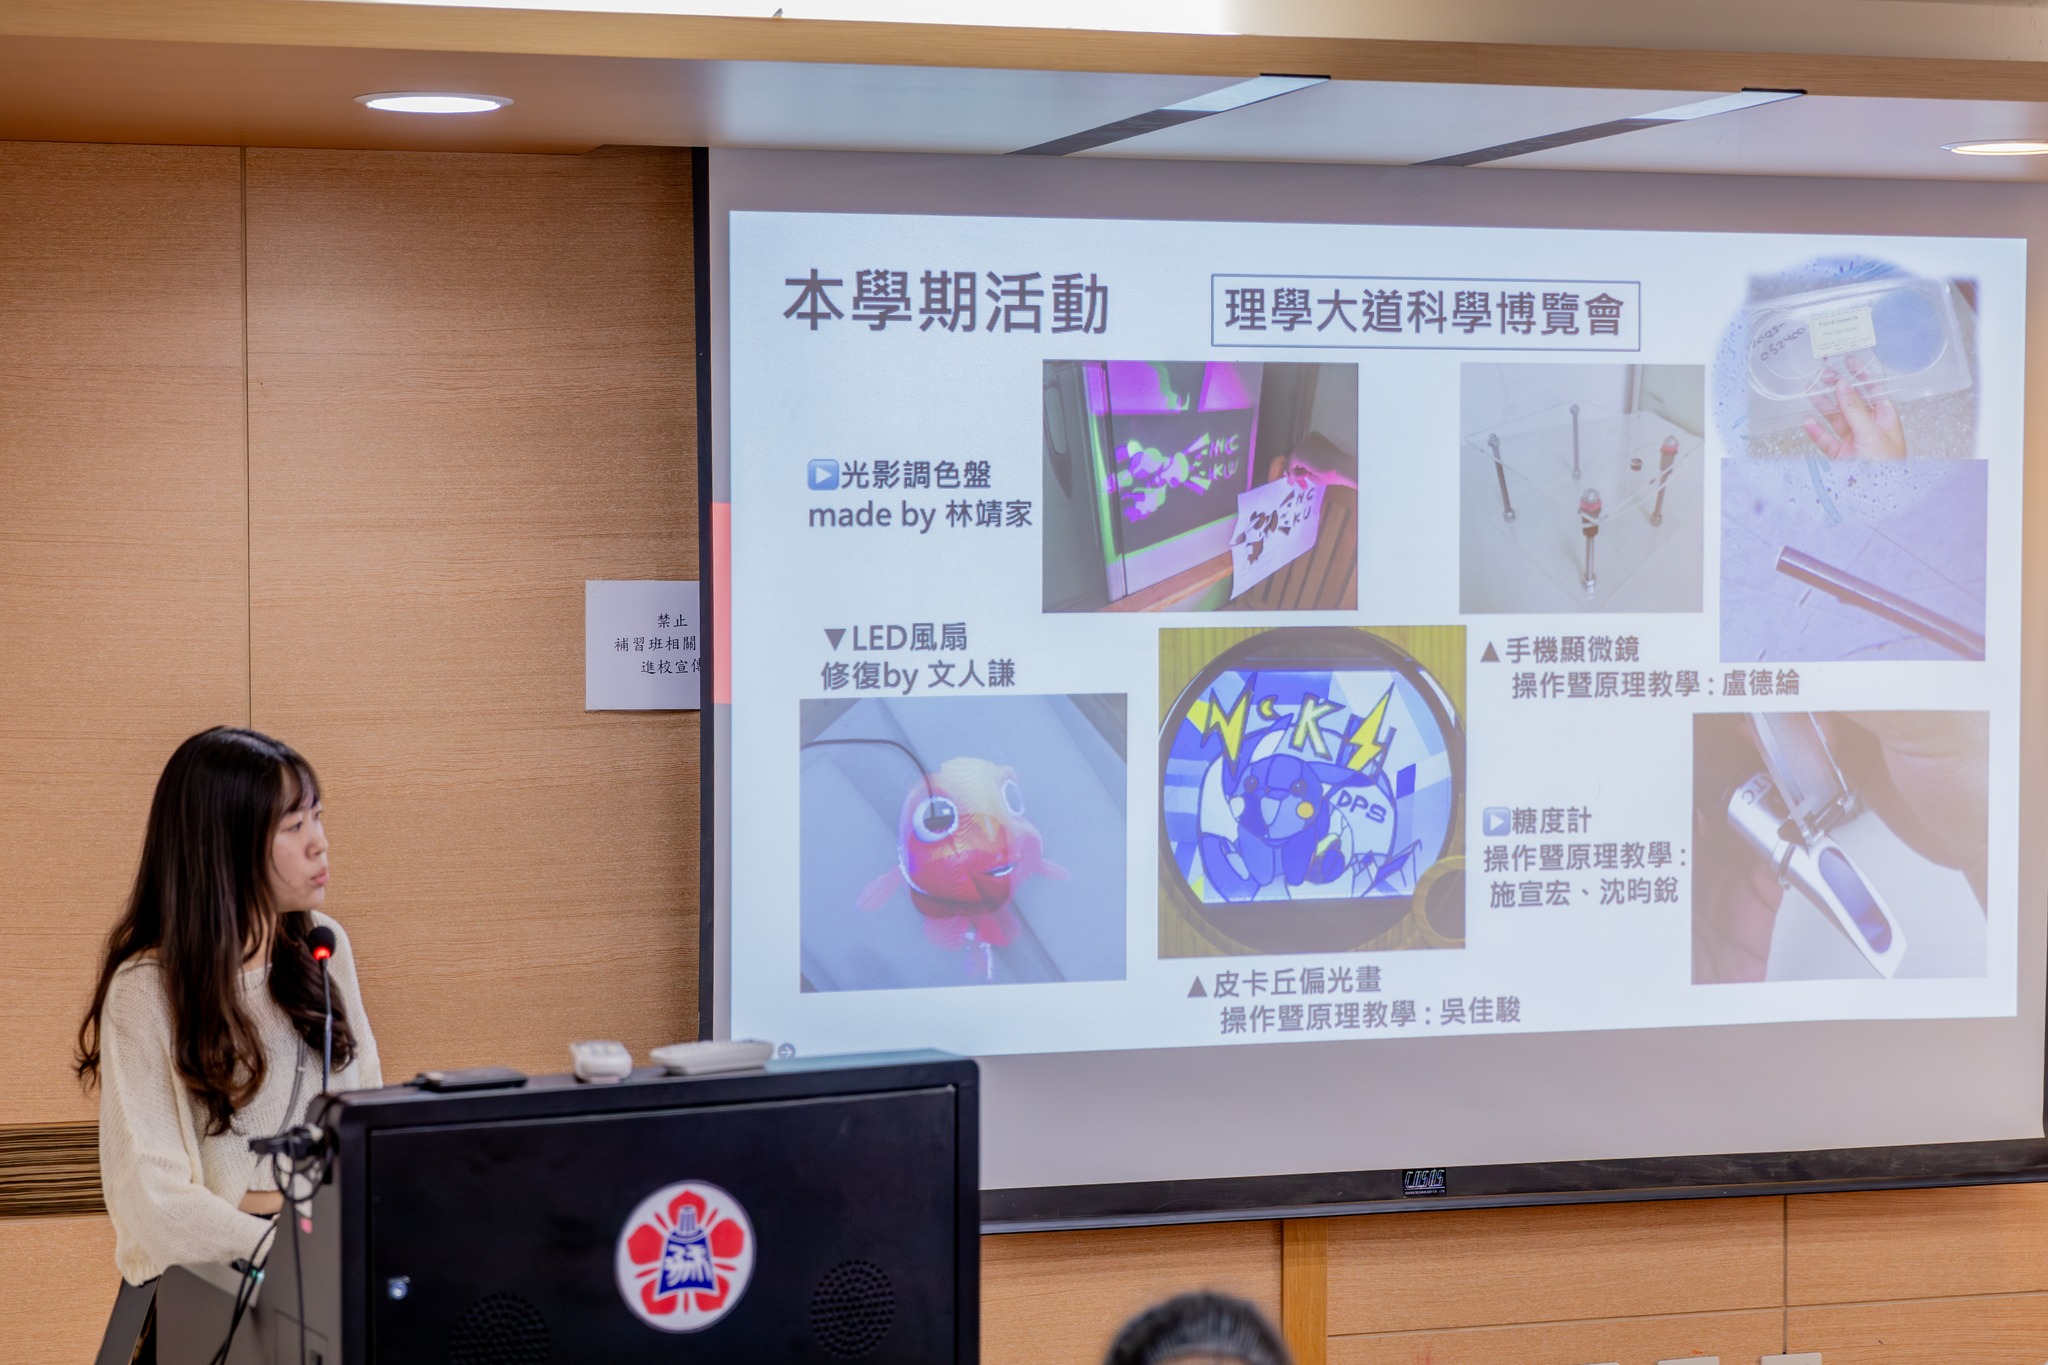 本學期活動
理學大道科學博覽會
光影調色盤
made by 林靖家
▼LED風扇
修復by 文人謙
▲手機顯微鏡
操作暨原理教學：盧德綸
糖度計
操作暨原理教學：
施宣宏、沈昀銳
▲皮卡丘偏光畫
操作暨原理教學：吳佳駿
NCK
DPS
ATC
禁止
補習班相關
進校宣傳